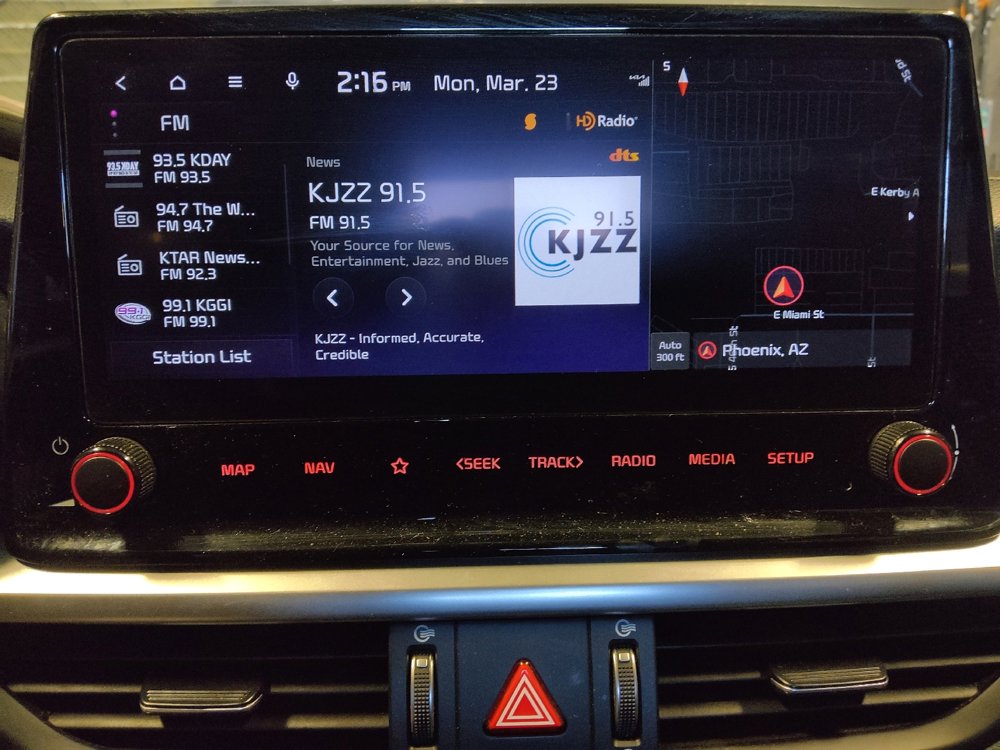 2:16 PM Mon, Mar. 23
FM
HD Radio
93.5 KDAY
FM 93.5
94.7 The W...
FM 94.7
KTAR News...
FM 92.3
99.1 KGGI
FM 99.1
Station List
News
KJZZ 91.5
FM 91.5
Your Source for News,
Entertainment, Jazz, and Blues
KJZZ - Informed, Accurate,
Credible
dts
91.5
KJZZ
S
E Kerby A
E Miami St
Auto
300 ft
Phoenix, AZ
MAP NAV <SEEK TRACK> RADIO MEDIA SETUP